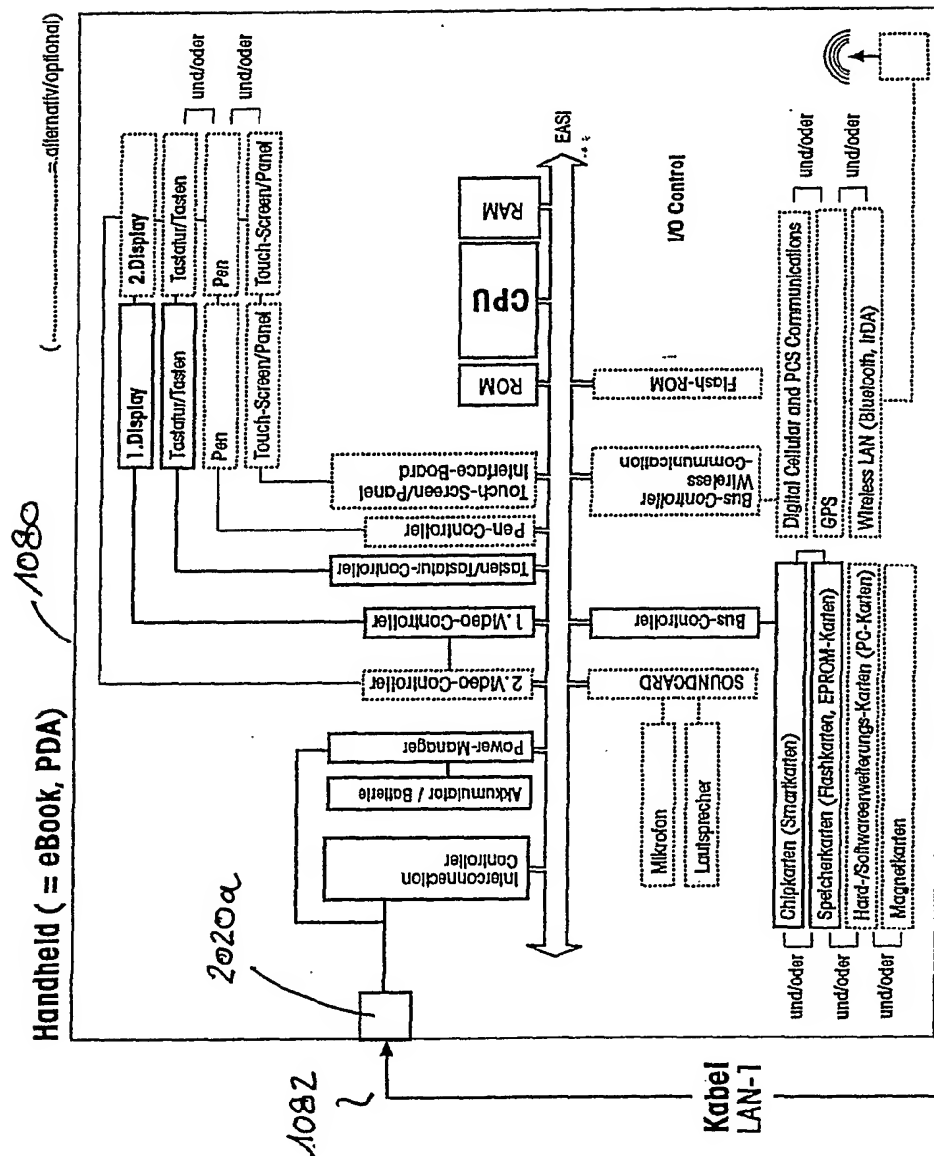 Handheld ( = eBook, PDA)
1080
(............= alternativ/optional)
1.Display
2.Display
Tastatur/Tasten
Tastatur/Tasten
und/oder
Pen
Pen
und/oder
Touch-Screen/Panel
Touch-Screen/Panel
1082
2020a
Interconnection
Controller
Akkumulator / Batterie
Power-Manager
2.Video-Controller
1.Video-Controller
Tasten/Tastatur-Controller
Pen-Controller
Touch-Screen/Panel
Interface-Board
ROM
CPU
RAM
EASI
Mikrofon
Lautsprecher
SOUNDCARD
Bus-Controller
Bus-Controller
Wireless
-Communication
Flash-ROM
I/O Control
Kabel
LAN-1
und/oder
und/oder
und/oder
Chipkarten (Smartkarten)
Speicherkarten (Flashkarten, EPROM-Karten)
Hard-/Softwareerweiterungs-Karten (PC-Karten)
Magnetkarten
Digital Cellular and PCS Communications
GPS
Wireless LAN (Bluetooth, IrDA)
und/oder
und/oder